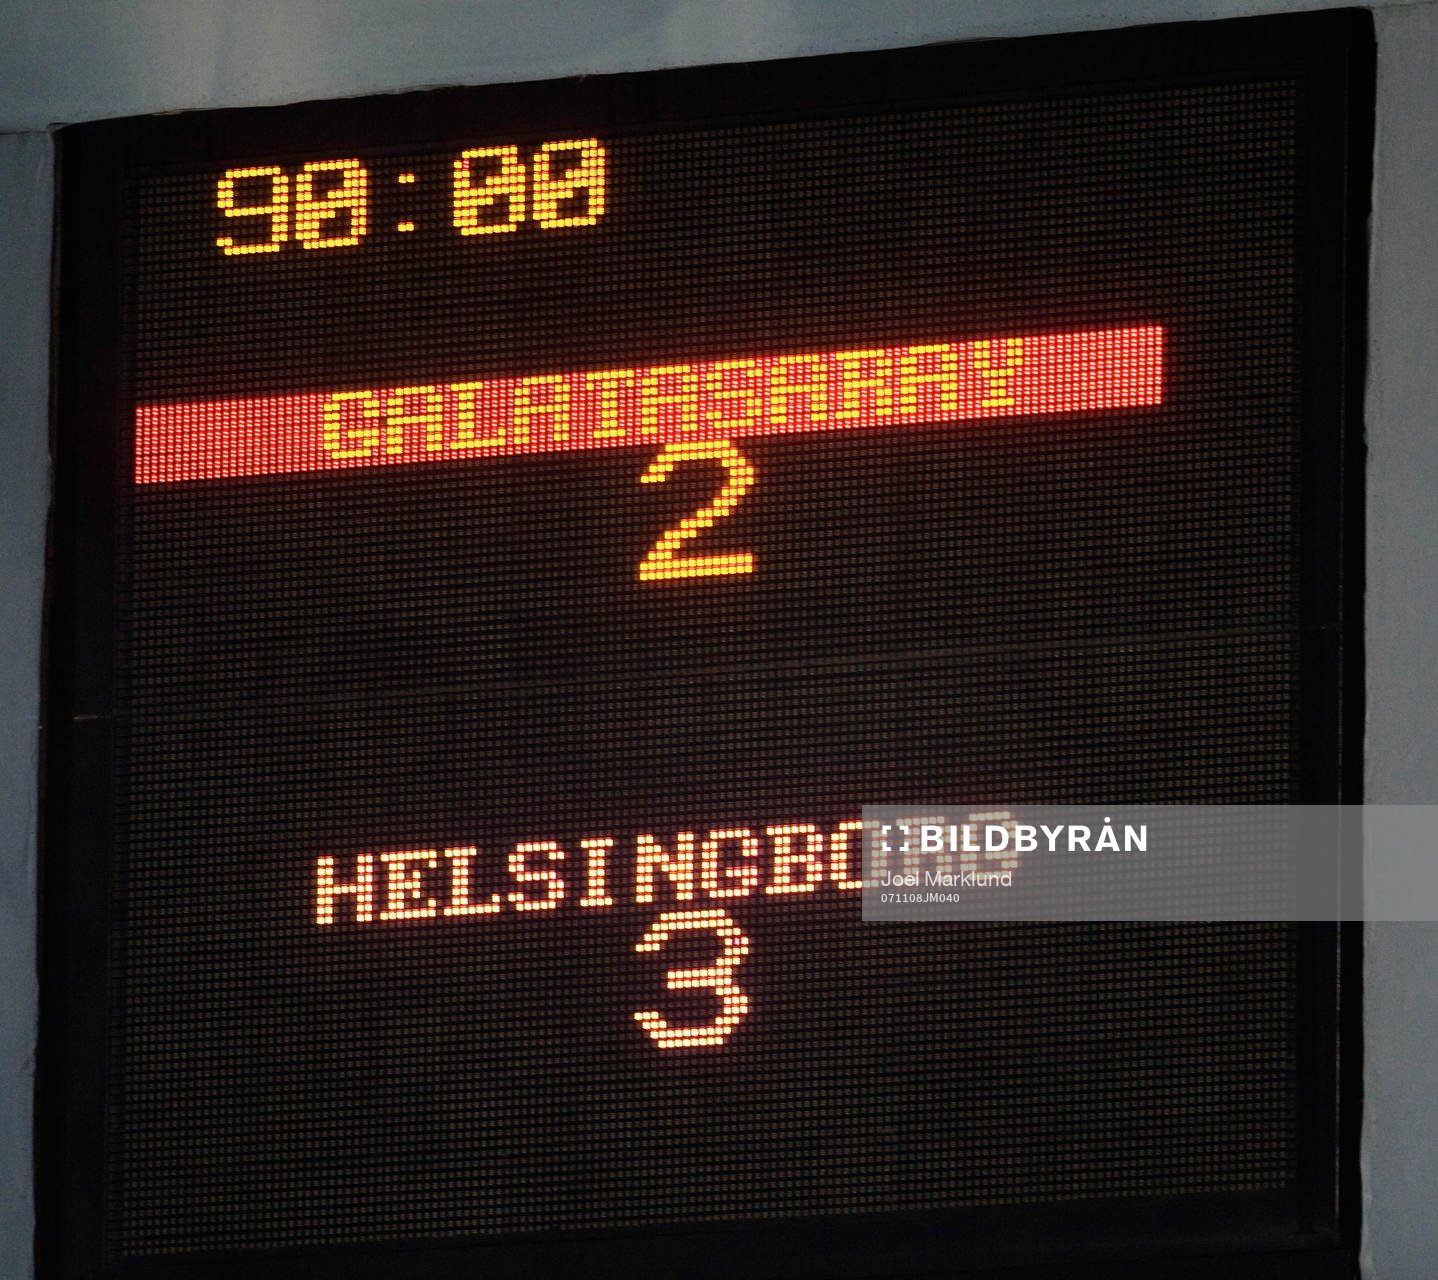 90:00
GALATASARAY
2
HELSINGBORG
3
BILDBYRÅN
Joel Marklund
071108JM040